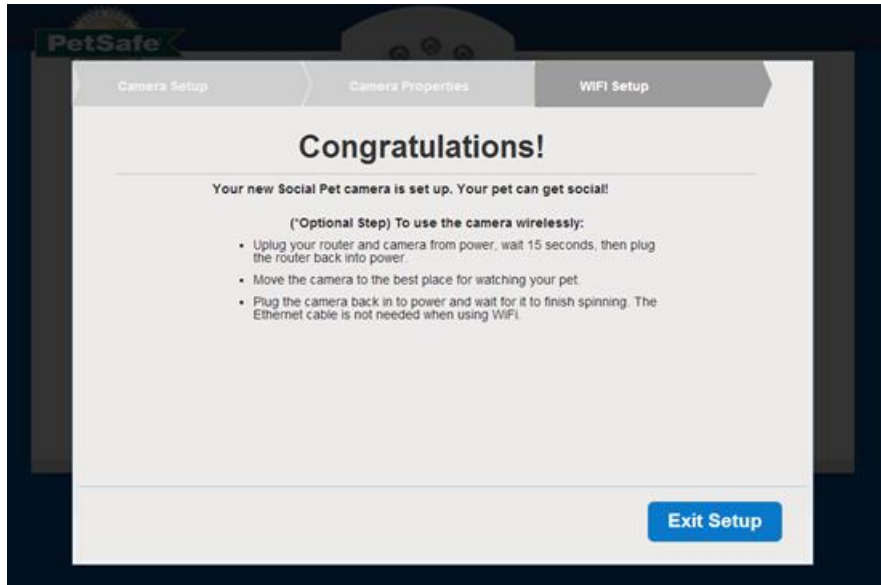 PetSafe
Camera Setup
Camera Properties
WIFI Setup
Congratulations!
Your new Social Pet camera is set up. Your pet can get social!
(*Optional Step) To use the camera wirelessly:
• Uplug your router and camera from power, wait 15 seconds, then plug
the router back into power.
• Move the camera to the best place for watching your pet.
• Plug the camera back in to power and wait for it to finish spinning. The
Ethernet cable is not needed when using WiFi.
Exit Setup